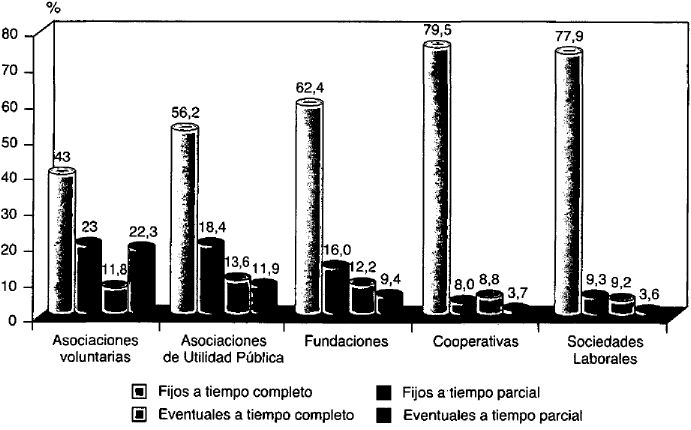 %
80
70
60
50
40
30
20
10
0
43
23
11,8
22,3
56,2
18,4
13,6
11,9
62,4
16,0
12,2
9,4
79,5
8,0
8,8
3,7
77,9
9,3
9,2
3,6
Asociaciones
voluntarias
Asociaciones
de Utilidad Pública
Fundaciones
Cooperativas
Sociedades
Laborales
Fijos a tiempo completo
Fijos a tiempo parcial
Eventuales a tiempo completo
Eventuales a tiempo parcial